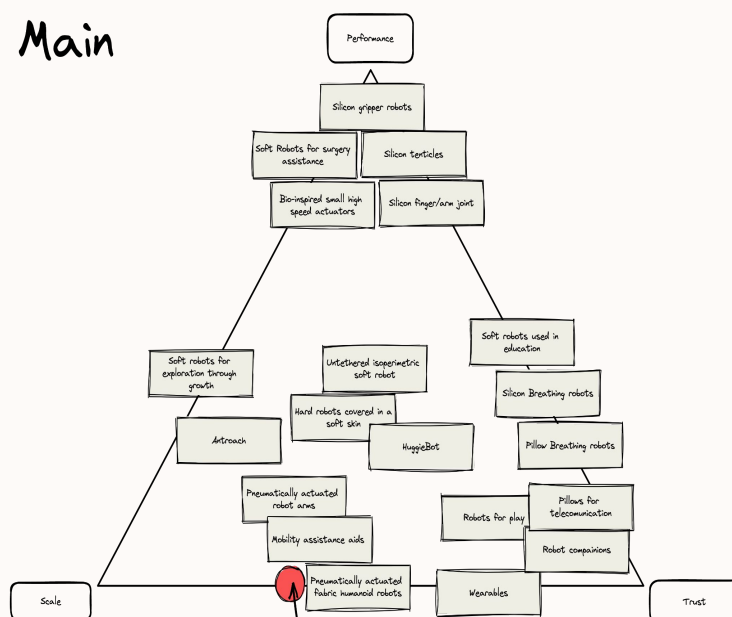 Main
Performance
Silicon gripper robots
Soft Robots for surgery
assistance
Silicon tenticles
Bio-inspired small high
speed actuators
Silicon finger/arm joint
Soft robots used in
education
Soft robots for
exploration through
growth
Untethered isoperimetric
soft robot
Silicon Breathing robots
Hard robots covered in a
soft skin
Antroach
HuggieBot
Pillow Breathing robots
Pneumatically actuated
robot arms
Robots for play
Pillows for
telecomunication
Mobility assistance aids
Robot compainions
Pneumatically actuated
fabric humanoid robots
Wearables
Scale
Trust